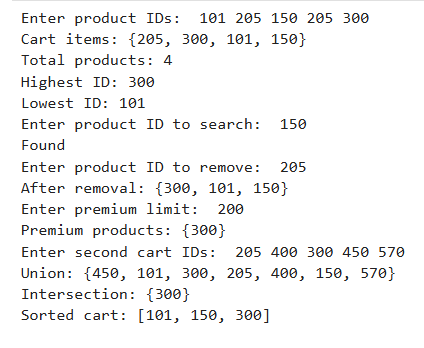 Enter product IDs:  101 205 150 205 300
Cart items: {205, 300, 101, 150}
Total products: 4
Highest ID: 300
Lowest ID: 101
Enter product ID to search:  150
Found
Enter product ID to remove:  205
After removal: {300, 101, 150}
Enter premium limit:  200
Premium products: {300}
Enter second cart IDs:  205 400 300 450 570
Union: {450, 101, 300, 205, 400, 150, 570}
Intersection: {300}
Sorted cart: [101, 150, 300]